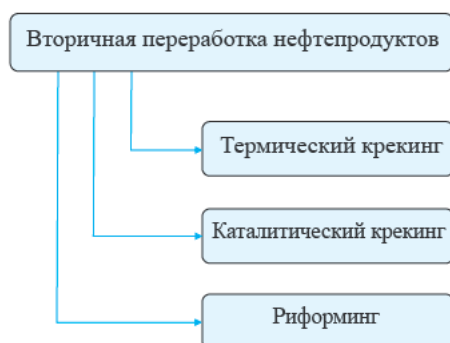 Вторичная переработка нефтепродуктов
Термический крекинг
Каталитический крекинг
Риформинг